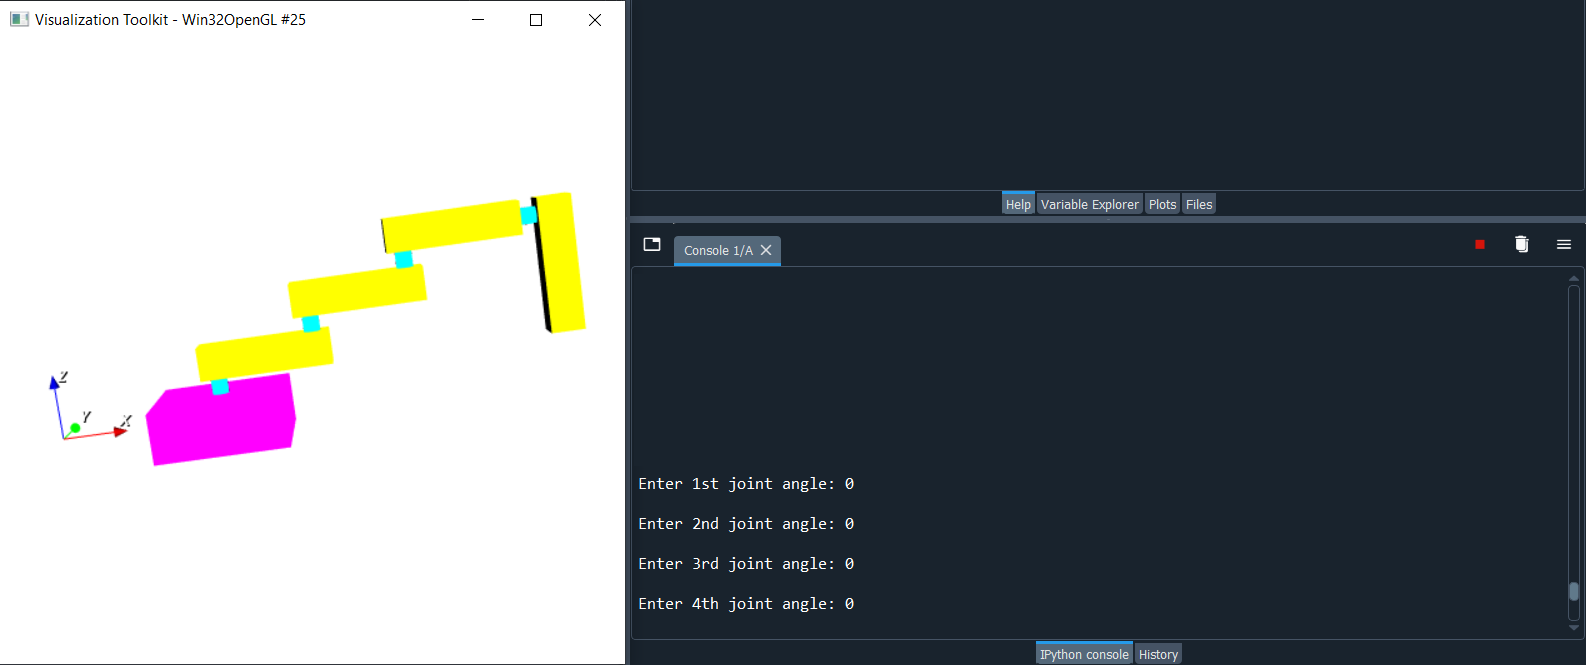 Visualization Toolkit - Win32OpenGL #25
Z
Y
X
Help
Variable Explorer
Plots
Files
Console 1/A
Enter 1st joint angle: 0
Enter 2nd joint angle: 0
Enter 3rd joint angle: 0
Enter 4th joint angle: 0
IPython console
History